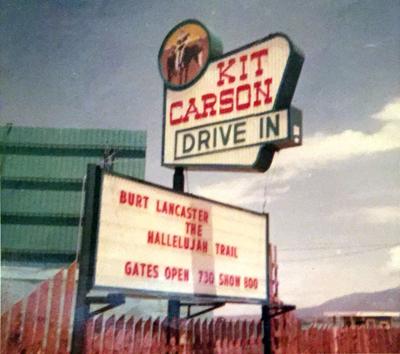 KIT
CARSON
DRIVE IN
BURT LANCASTER
THE
HALLELUJAH TRAIL
GATES OPEN 730 SHOW 800